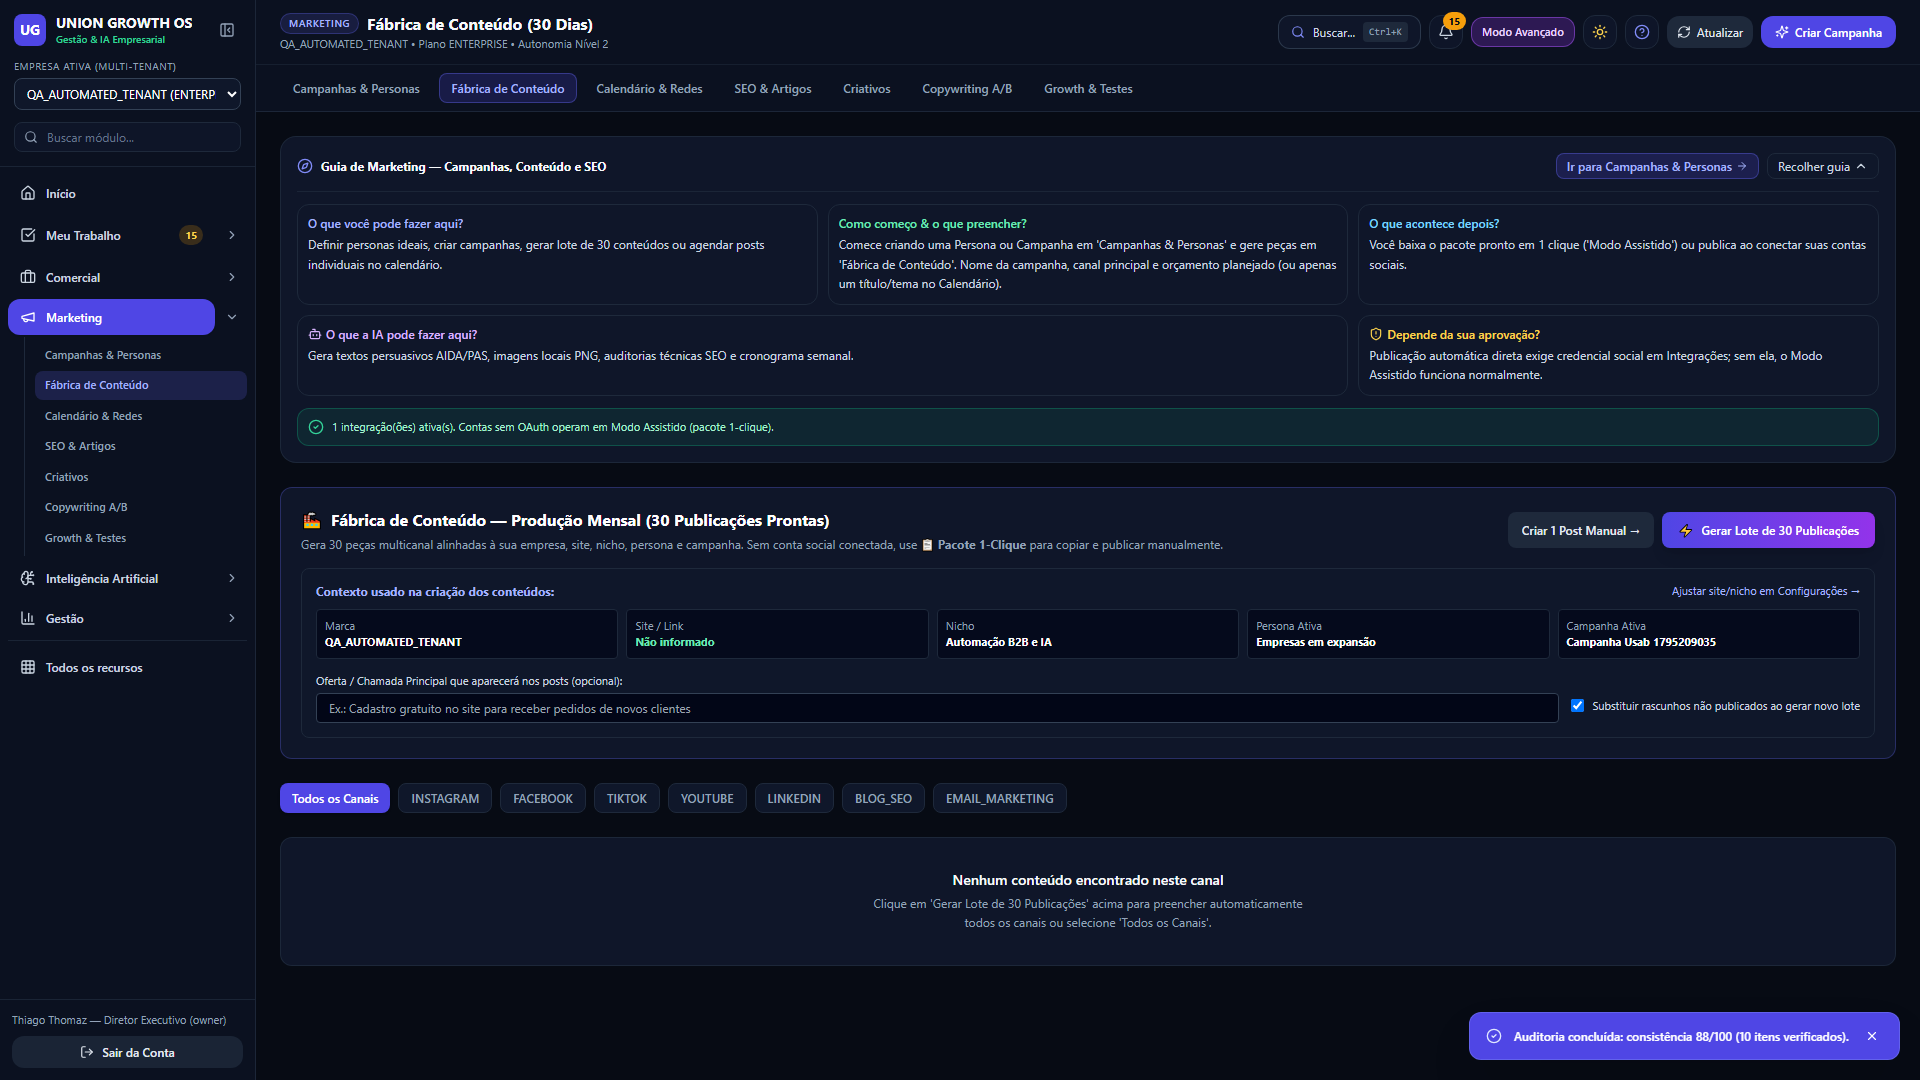 UG
UNION GROWTH OS
Gestão & IA Empresarial
EMPRESA ATIVA (MULTI-TENANT)
QA_AUTOMATED_TENANT (ENTERP
Buscar módulo...
Início
Meu Trabalho
15
Comercial
Marketing
Campanhas & Personas
Fábrica de Conteúdo
Calendário & Redes
SEO & Artigos
Criativos
Copywriting A/B
Growth & Testes
Inteligência Artificial
Gestão
Todos os recursos
Thiago Thomaz — Diretor Executivo (owner)
Sair da Conta
MARKETING
Fábrica de Conteúdo (30 Dias)
QA_AUTOMATED_TENANT • Plano ENTERPRISE • Autonomia Nível 2
Buscar...
Ctrl+K
15
Modo Avançado
Atualizar
Criar Campanha
Campanhas & Personas
Fábrica de Conteúdo
Calendário & Redes
SEO & Artigos
Criativos
Copywriting A/B
Growth & Testes
Guia de Marketing — Campanhas, Conteúdo e SEO
Ir para Campanhas & Personas →
Recolher guia
O que você pode fazer aqui?
Definir personas ideais, criar campanhas, gerar lote de 30 conteúdos ou agendar posts
individuais no calendário.
Como começo & o que preencher?
Comece criando uma Persona ou Campanha em 'Campanhas & Personas' e gere peças em
'Fábrica de Conteúdo'. Nome da campanha, canal principal e orçamento planejado (ou apenas
um título/tema no Calendário).
O que acontece depois?
Você baixa o pacote pronto em 1 clique ('Modo Assistido') ou publica ao conectar suas contas
sociais.
O que a IA pode fazer aqui?
Gera textos persuasivos AIDA/PAS, imagens locais PNG, auditorias técnicas SEO e cronograma semanal.
Depende da sua aprovação?
Publicação automática direta exige credencial social em Integrações; sem ela, o Modo
Assistido funciona normalmente.
1 integração(ões) ativa(s). Contas sem OAuth operam em Modo Assistido (pacote 1-clique).
Fábrica de Conteúdo — Produção Mensal (30 Publicações Prontas)
Gera 30 peças multicanal alinhadas à sua empresa, site, nicho, persona e campanha. Sem conta social conectada, use 📋 Pacote 1-Clique para copiar e publicar manualmente.
Criar 1 Post Manual →
⚡ Gerar Lote de 30 Publicações
Contexto usado na criação dos conteúdos:
Ajustar site/nicho em Configurações →
Marca
QA_AUTOMATED_TENANT
Site / Link
Não informado
Nicho
Automação B2B e IA
Persona Ativa
Empresas em expansão
Campanha Ativa
Campanha Usab 1795209035
Oferta / Chamada Principal que aparecerá nos posts (opcional):
Ex.: Cadastro gratuito no site para receber pedidos de novos clientes
Substituir rascunhos não publicados ao gerar novo lote
Todos os Canais
INSTAGRAM
FACEBOOK
TIKTOK
YOUTUBE
LINKEDIN
BLOG_SEO
EMAIL_MARKETING
Nenhum conteúdo encontrado neste canal
Clique em 'Gerar Lote de 30 Publicações' acima para preencher automaticamente
todos os canais ou selecione 'Todos os Canais'.
Auditoria concluída: consistência 88/100 (10 itens verificados).